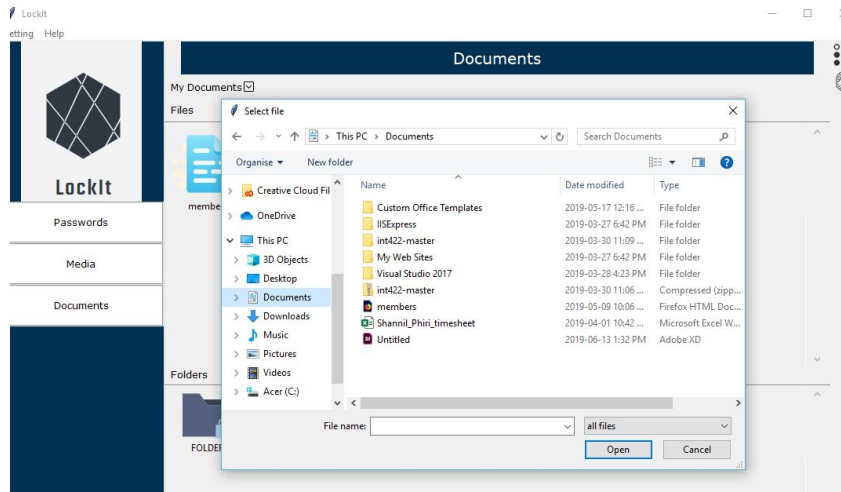 LockIt
etting Help
Documents
My Documents
Files
LockIt
Passwords
Media
Documents
membe
Folders
FOLDE
Select file
This PC > Documents
Search Documents
Organise New folder
Name Date modified Type
Creative Cloud Fil
OneDrive
This PC
3D Objects
Desktop
Documents
Downloads
Music
Pictures
Videos
Acer (C:)
Custom Office Templates 2019-05-17 12:16 ... File folder
IISExpress 2019-03-27 6:42 PM File folder
int422-master 2019-03-30 11:09 ... File folder
My Web Sites 2019-03-27 6:42 PM File folder
Visual Studio 2017 2019-03-28 4:23 PM File folder
int422-master 2019-03-30 11:06 ... Compressed (zipp...
members 2019-05-09 10:06 ... Firefox HTML Doc...
Shannil_Phiri_timesheet 2019-04-01 10:42 ... Microsoft Excel W...
Untitled 2019-06-13 1:32 PM Adobe XD
File name: all files
Open Cancel